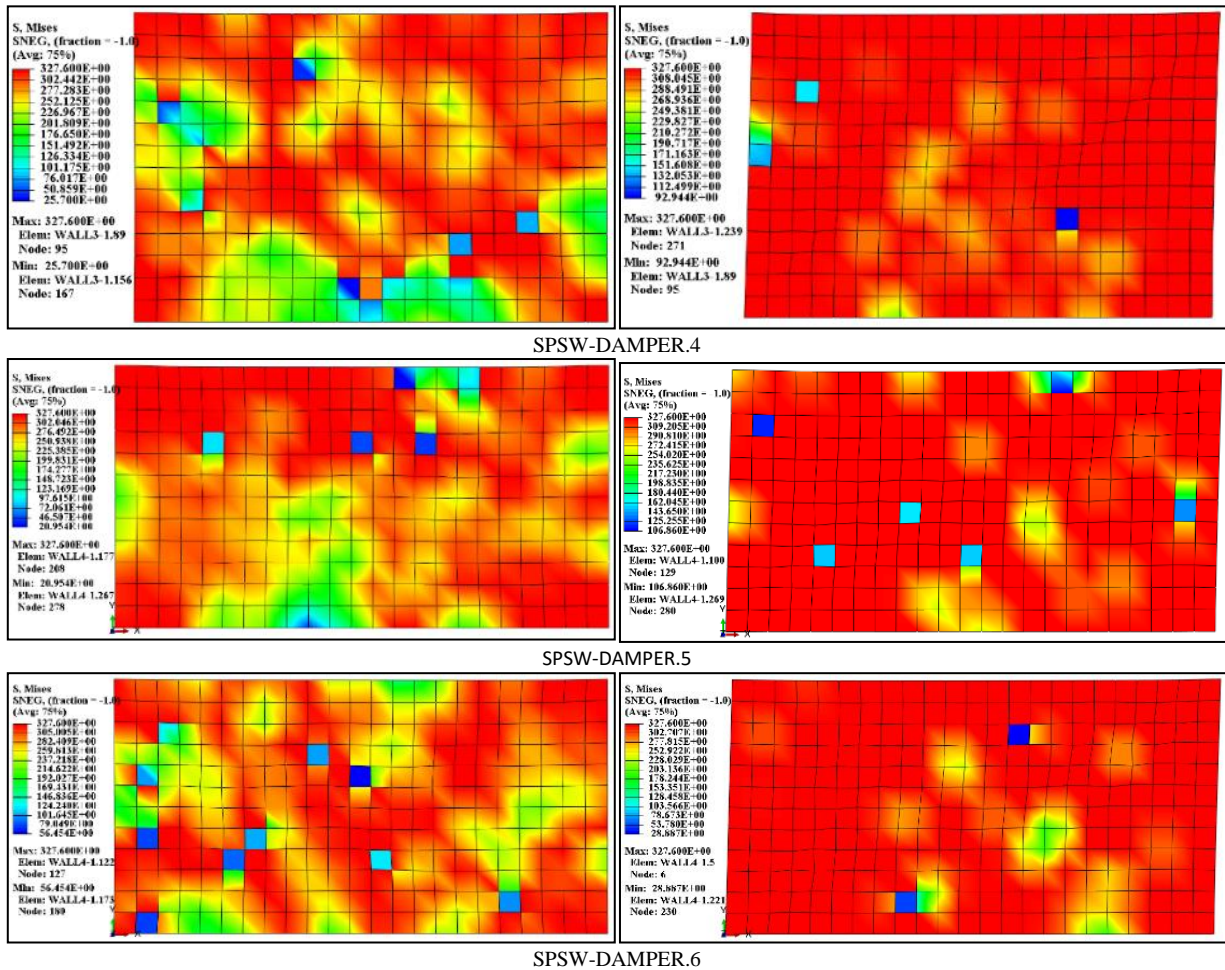 S, Mises
SNEG, (fraction = -1.0)
(Avg: 75%)
327.600E+00
302.442E+00
277.283E+00
252.125E+00
226.967E+00
201.809E+00
176.650E+00
151.492E+00
126.334E+00
101.175E+00
76.017E+00
50.859E+00
25.700E+00
Max: 327.600E+00
Elem: WALL3-1.89
Node: 95
Min: 25.700E+00
Elem: WALL3-1.156
Node: 167
S, Mises
SNEG, (fraction = -1.0)
(Avg: 75%)
327.600E+00
308.045E+00
288.491E+00
268.936E+00
249.381E+00
229.827E+00
210.272E+00
190.717E+00
171.163E+00
151.608E+00
132.053E+00
112.499E+00
92.944E+00
Max: 327.600E+00
Elem: WALL3-1.239
Node: 271
Min: 92.944E+00
Elem: WALL3-1.89
Node: 95
SPSW-DAMPER.4
S, Mises
SNEG, (fraction = -1.0)
(Avg: 75%)
327.600E+00
302.046E+00
276.492E+00
250.938E+00
225.385E+00
199.831E+00
174.277E+00
148.723E+00
123.169E+00
97.615E+00
72.061E+00
46.507E+00
20.954E+00
Max: 327.600E+00
Elem: WALL4-1.177
Node: 208
Min: 20.954E+00
Elem: WALL4-1.267
Node: 278
Y
X
S, Mises
SNEG, (fraction = -1.0)
(Avg: 75%)
327.600E+00
309.205E+00
290.810E+00
272.415E+00
254.020E+00
235.625E+00
217.230E+00
198.835E+00
180.440E+00
162.045E+00
143.650E+00
125.255E+00
106.860E+00
Max: 327.600E+00
Elem: WALL4-1.100
Node: 129
Min: 106.860E+00
Elem: WALL4-1.269
Node: 280
Y
X
SPSW-DAMPER.5
S, Mises
SNEG, (fraction = -1.0)
(Avg: 75%)
327.600E+00
305.005E+00
282.409E+00
259.813E+00
237.218E+00
214.622E+00
192.027E+00
169.431E+00
146.836E+00
124.240E+00
101.645E+00
79.049E+00
56.454E+00
Max: 327.600E+00
Elem: WALL4-1.122
Node: 127
Min: 56.454E+00
Elem: WALL4-1.173
Node: 180
X
S, Mises
SNEG, (fraction = -1.0)
(Avg: 75%)
327.600E+00
302.707E+00
277.815E+00
252.922E+00
228.029E+00
203.136E+00
178.244E+00
153.351E+00
128.458E+00
103.566E+00
78.673E+00
53.780E+00
28.887E+00
Max: 327.600E+00
Elem: WALL4-1.5
Node: 6
Min: 28.887E+00
Elem: WALL4-1.221
Node: 230
Y
X
SPSW-DAMPER.6